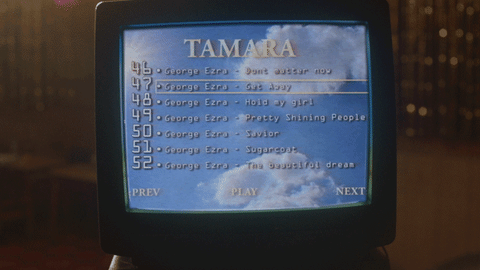 TAMARA
46 • George Ezra - Dont matter now
47 • George Ezra - Get Away
48 • George Ezra - Hold my girl
49 • George Ezra - Pretty Shining People
50 • George Ezra - Savior
51 • George Ezra - Sugarcoat
52 • George Ezra - The beautiful dream
PREV PLAY NEXT